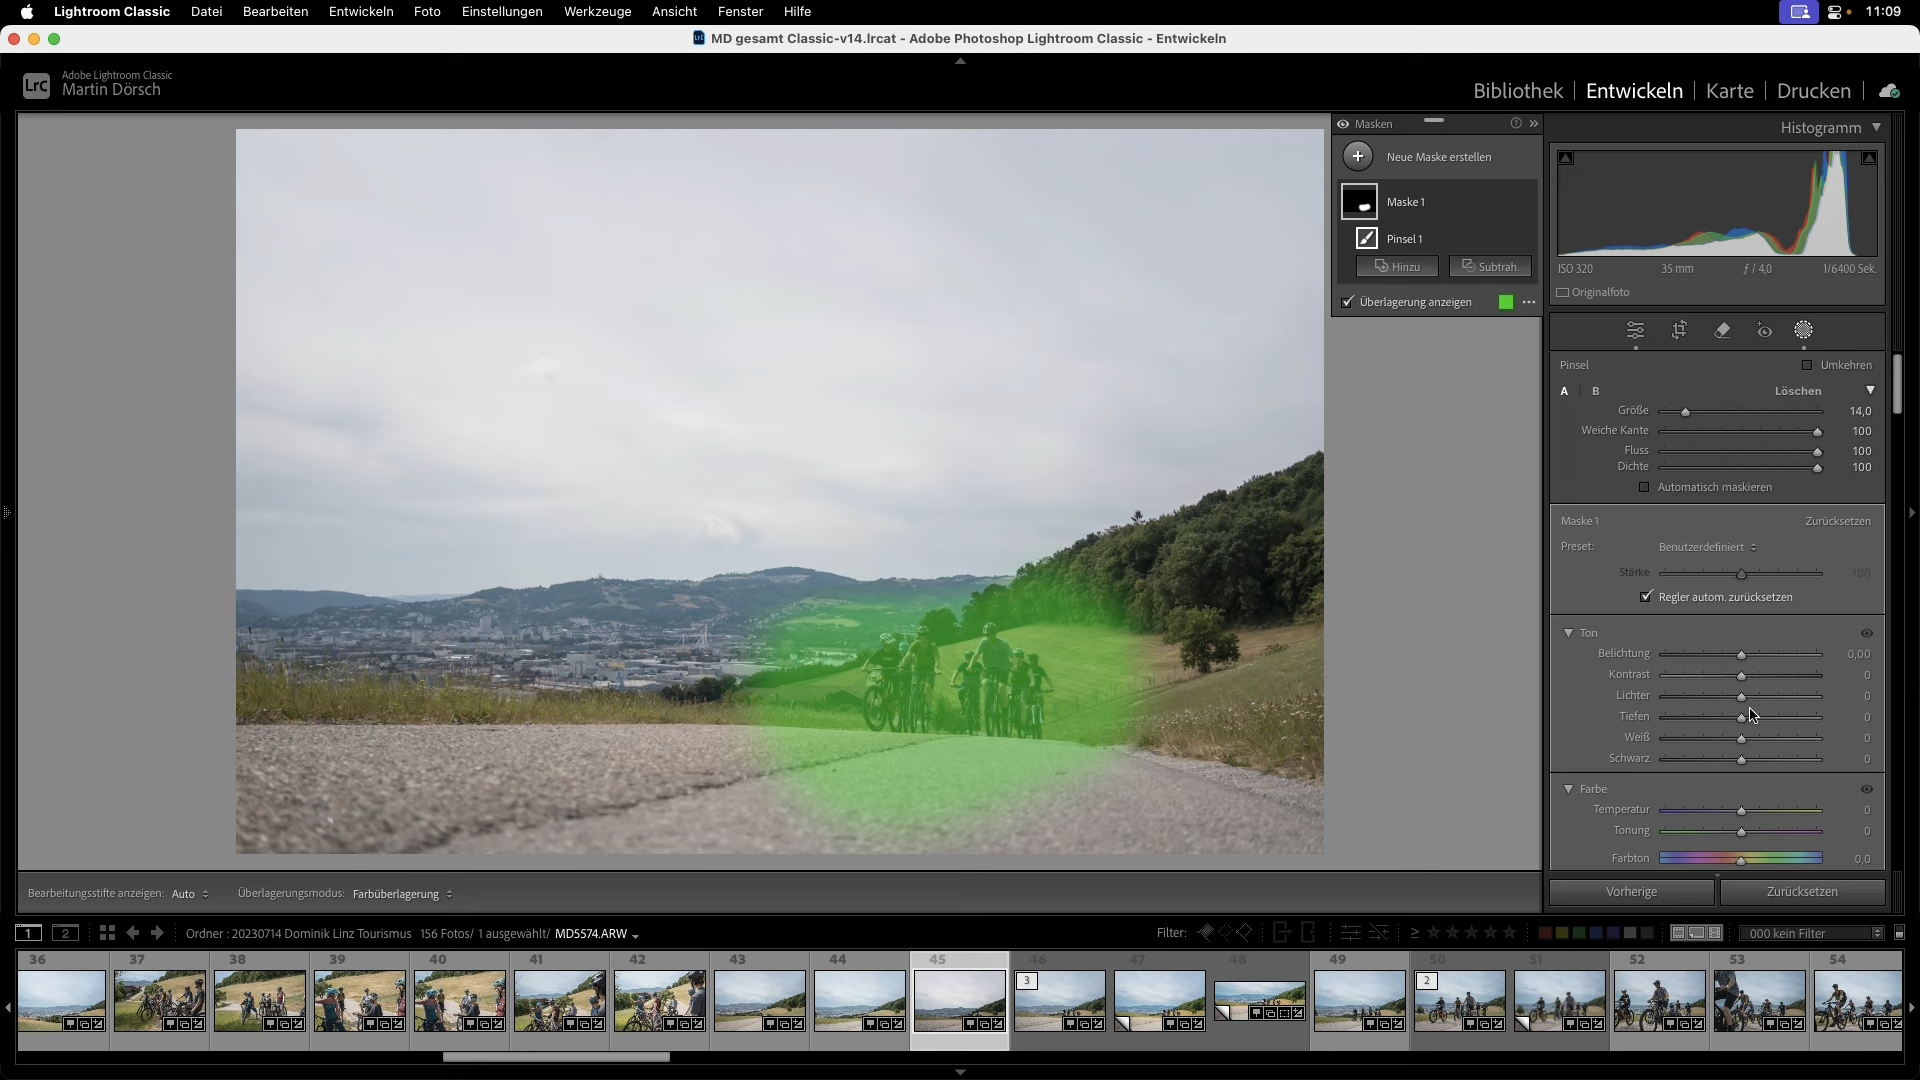 Lightroom Classic Datei Bearbeiten Entwickeln Foto Einstellungen Werkzeuge Ansicht Fenster Hilfe 11:09
MD gesamt Classic-v14.lrcat - Adobe Photoshop Lightroom Classic - Entwickeln
LrC
Adobe Lightroom Classic
Martin Dörsch
Bibliothek | Entwickeln | Karte | Drucken |
Masken
Neue Maske erstellen
Maske 1
Pinsel 1
Hinzu Subtrah.
Überlagerung anzeigen
Histogramm
ISO 320 35 mm ƒ / 4,0 1/6400 Sek.
Originalfoto
Pinsel Umkehren
A B Löschen
Größe 14,0
Weiche Kante 100
Fluss 100
Dichte 100
Automatisch maskieren
Maske 1 Zurücksetzen
Preset: Benutzerdefiniert
Stärke 100
Regler autom. zurücksetzen
Ton
Belichtung 0,00
Kontrast 0
Lichter 0
Tiefen 0
Weiß 0
Schwarz 0
Farbe
Temperatur 0
Tonung 0
Farbton 0,0
Vorherige Zurücksetzen
Bearbeitungsstifte anzeigen: Auto Überlagerungsmodus: Farbüberlagerung
1 2 Ordner : 20230714 Dominik Linz Tourismus 156 Fotos/ 1 ausgewählt/ MD5574.ARW Filter: 000 kein Filter
36 37 38 39 40 41 42 43 44 45 46 47 48 49 50 51 52 53 54
3 2